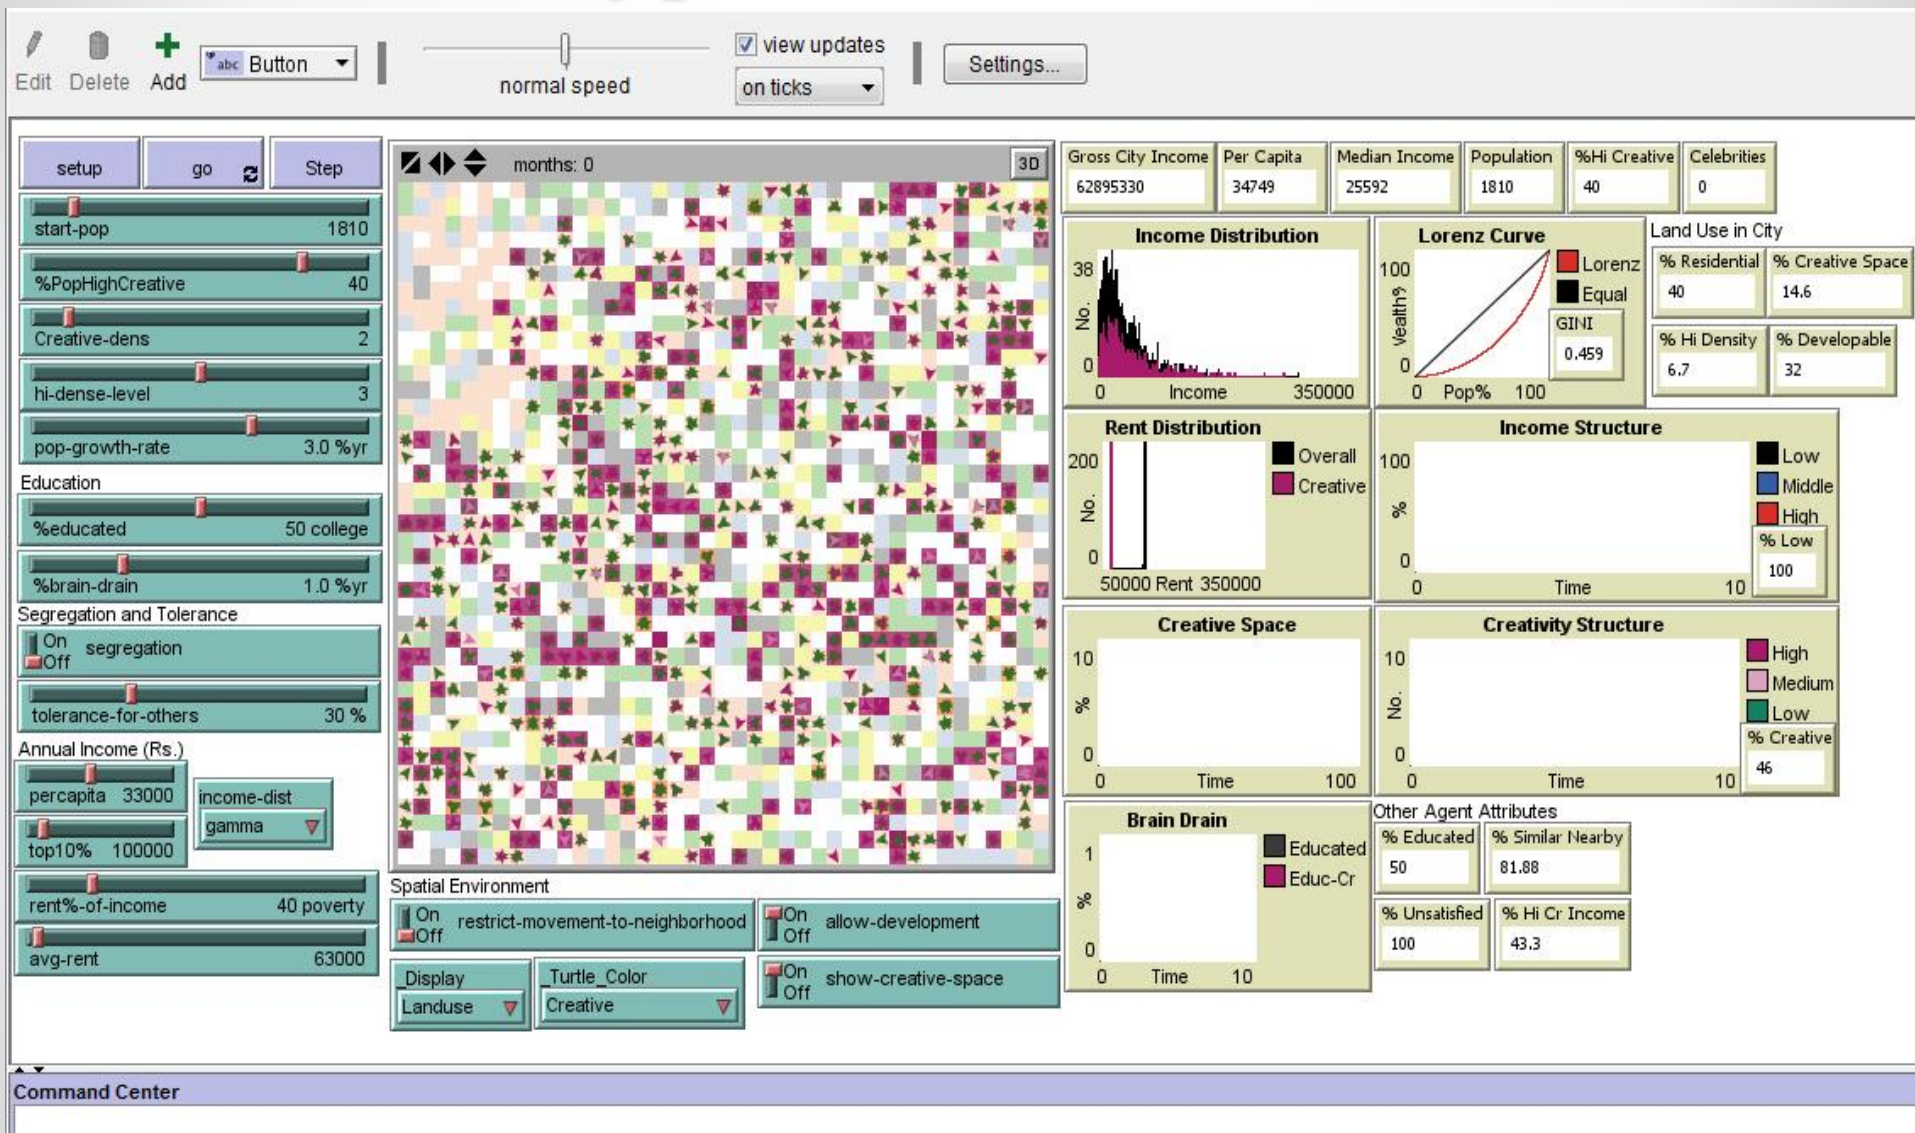 Edit Delete Add
abc Button
normal speed
view updates
on ticks
Settings...
setup
go
Step
start-pop 1810
%PopHighCreative 40
Creative-dens 2
hi-dense-level 3
pop-growth-rate 3.0 %yr
Education
%educated 50 college
%brain-drain 1.0 %yr
Segregation and Tolerance
On
Off
segregation
tolerance-for-others 30 %
Annual Income (Rs.)
percapita 33000
top10% 100000
income-dist
gamma
rent%-of-income 40 poverty
avg-rent 63000
months: 0
3D
Spatial Environment
On
Off
restrict-movement-to-neighborhood
On
Off
allow-development
_Display
Landuse
_Turtle_Color
Creative
On
Off
show-creative-space
Gross City Income
62895330
Per Capita
34749
Median Income
25592
Population
1810
%Hi Creative
40
Celebrities
0
Income Distribution
38
No.
0
0 Income 350000
Lorenz Curve
100
Wealth%
0
0 Pop% 100
Lorenz
Equal
GINI
0.459
Land Use in City
% Residential
40
% Creative Space
14.6
% Hi Density
6.7
% Developable
32
Rent Distribution
200
No.
0
50000 Rent 350000
Overall
Creative
Income Structure
100
%
0
0 Time 10
Low
Middle
High
% Low
100
Creative Space
10
%
0
0 Time 100
Creativity Structure
10
No.
0
0 Time 10
High
Medium
Low
% Creative
46
Brain Drain
1
%
0
0 Time 10
Educated
Educ-Cr
Other Agent Attributes
% Educated
50
% Similar Nearby
81.88
% Unsatisfied
100
% Hi Cr Income
43.3
Command Center